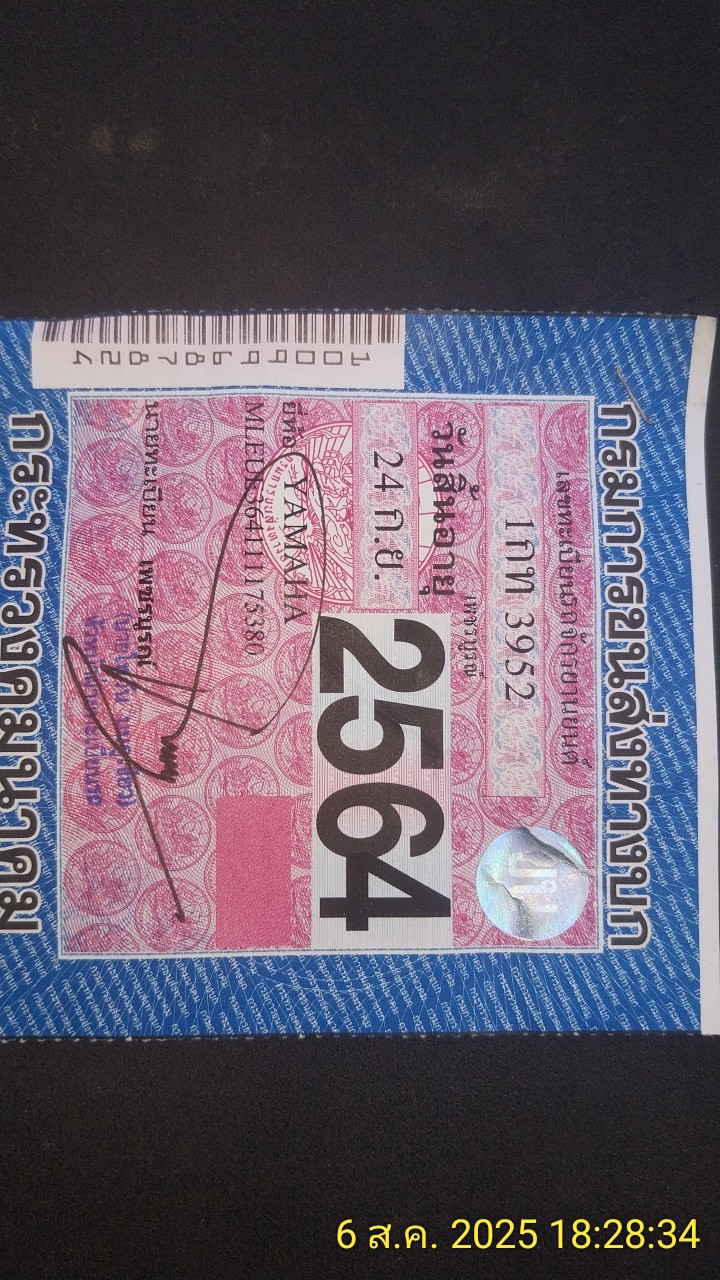 กรมการขนส่งทางบก
เลขทะเบียนรถจักรยานยนต์
1กท 3952
เพชรบูรณ์
วันสิ้นอายุ
24 ก.ย. 2564
ยี่ห้อ YAMAHA
นายทะเบียน เพชรบูรณ์
กระทรวงคมนาคม
100996887824
6 ส.ค. 2025 18:28:34